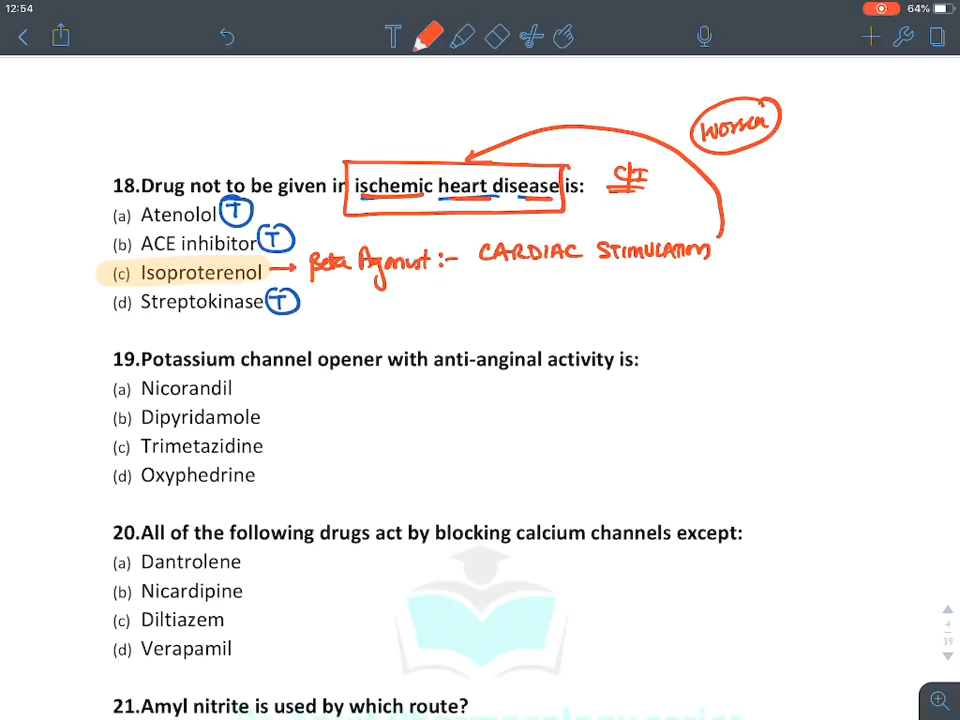 12:54
64%
T
Worsen
18.Drug not to be given in ischemic heart disease is: C/I
(a) Atenolol T
(b) ACE inhibitor T
(c) Isoproterenol → Beta Agonist :- CARDIAC STIMULATION
(d) Streptokinase T
19.Potassium channel opener with anti-anginal activity is:
(a) Nicorandil
(b) Dipyridamole
(c) Trimetazidine
(d) Oxyphedrine
20.All of the following drugs act by blocking calcium channels except:
(a) Dantrolene
(b) Nicardipine
(c) Diltiazem
(d) Verapamil
4
39
21.Amyl nitrite is used by which route?